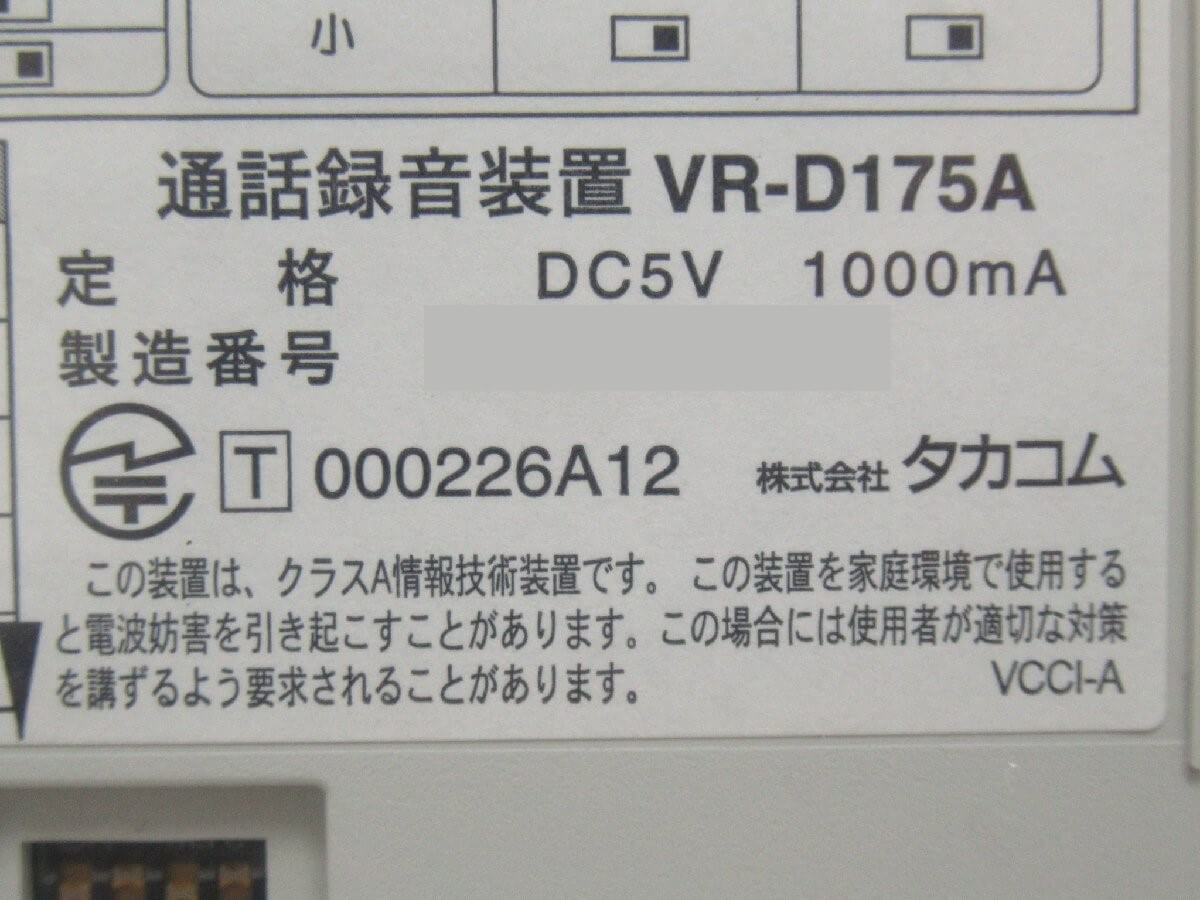 小
通話録音装置 VR-D175A
定格 DC5V 1000mA
製造番号
T 000226A12 株式会社 タカコム
この装置は、クラスA情報技術装置です。この装置を家庭環境で使用する
と電波妨害を引き起こすことがあります。この場合には使用者が適切な対策
を講ずるよう要求されることがあります。 VCCI-A